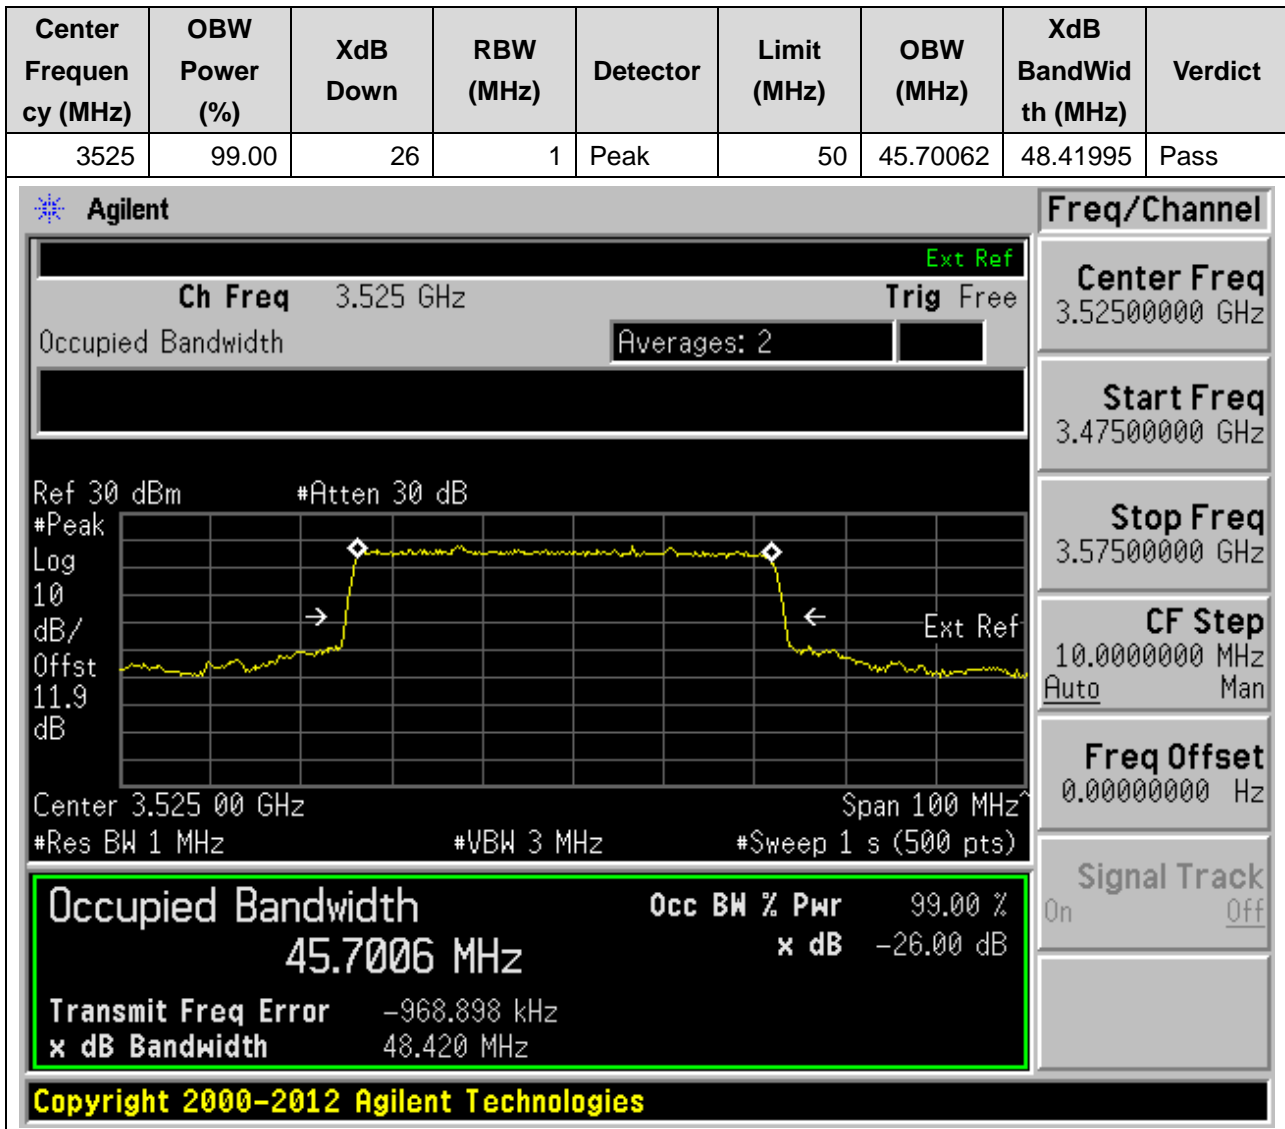 Center Frequen cy (MHz) OBW Power (%) XdB Down RBW (MHz) Detector Limit (MHz) OBW (MHz) XdB BandWid th (MHz) Verdict
3525 99.00 26 1 Peak 50 45.70062 48.41995 Pass
Agilent
Freq/Channel
Ext Ref
Ch Freq 3.525 GHz Trig Free
Occupied Bandwidth Averages: 2
Center Freq
3.52500000 GHz
Start Freq
3.47500000 GHz
Stop Freq
3.57500000 GHz
CF Step
10.0000000 MHz
Auto Man
Freq Offset
0.00000000 Hz
Signal Track
On Off
Ref 30 dBm #Atten 30 dB
#Peak
Log
10
dB/
Offst
11.9
dB
Ext Ref
Center 3.525 00 GHz Span 100 MHz^
#Res BW 1 MHz #VBW 3 MHz #Sweep 1 s (500 pts)
Occupied Bandwidth Occ BW % Pwr 99.00 %
45.7006 MHz x dB -26.00 dB
Transmit Freq Error -968.898 kHz
x dB Bandwidth 48.420 MHz
Copyright 2000-2012 Agilent Technologies